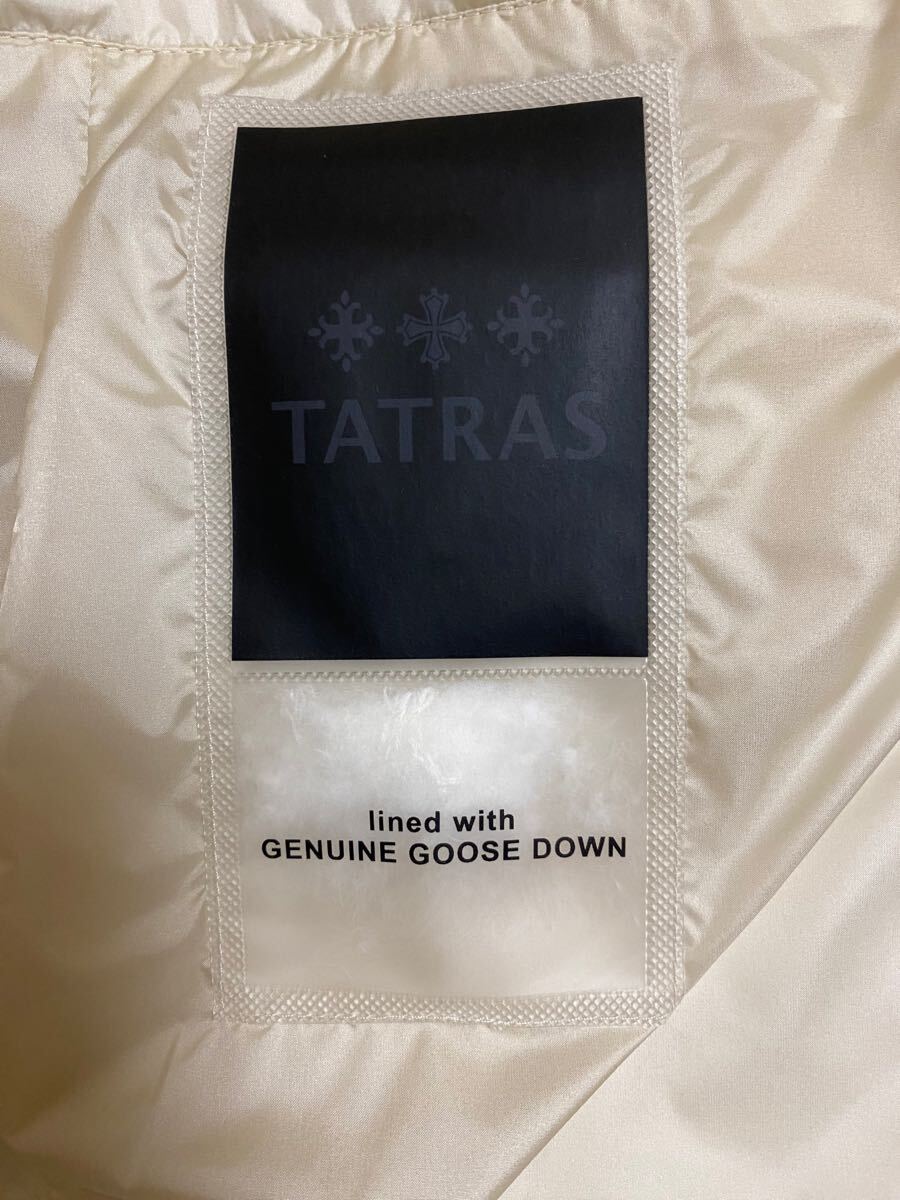 TATRAS
lined with
GENUINE GOOSE DOWN